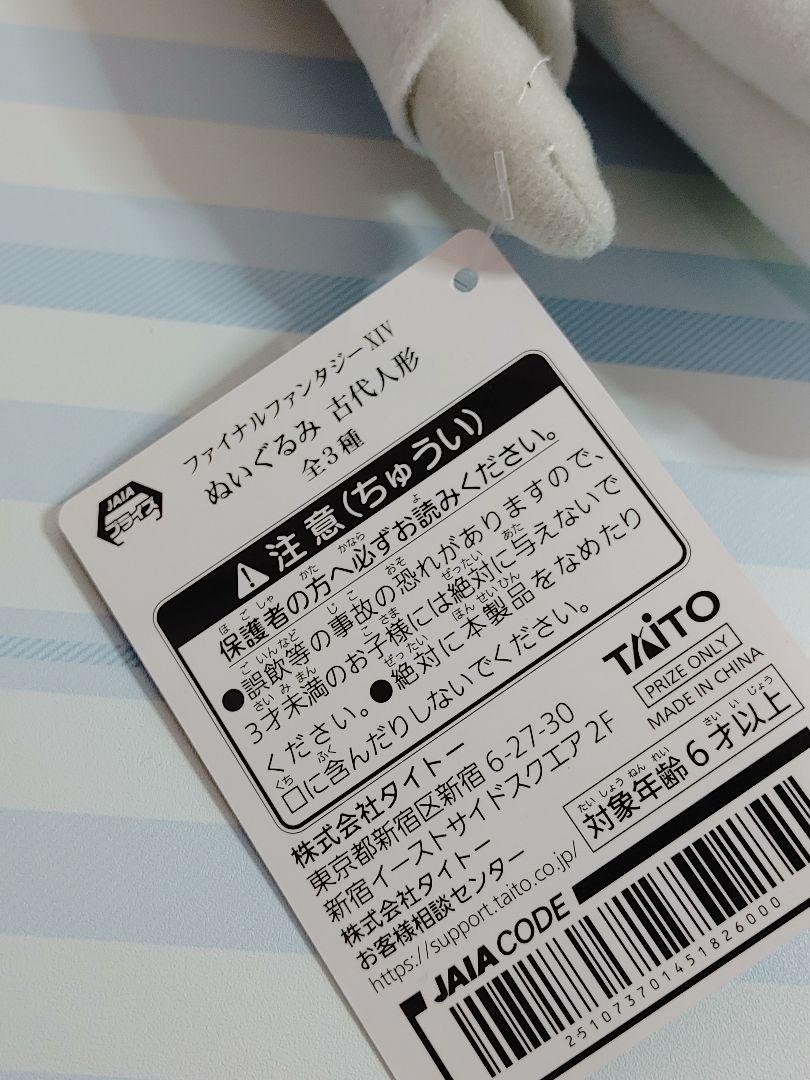 ファイナルファンタジーXIV
ぬいぐるみ 古代人形
全3種
JAIA
プライズ
注意(ちゅうい)
保護者の方へ必ずお読みください。
●誤飲等の事故の恐れがありますので、
3才未満のお子様には絶対に与えないで
ください。●絶対に本製品をなめたり
口に含んだりしないでください。
TAITO
PRIZE ONLY
MADE IN CHINA
対象年齢6才以上
株式会社タイトー
東京都新宿区新宿 6-27-30
新宿イーストサイドスクエア 2F
株式会社タイトー
お客様相談センター
https://support.taito.co.jp/
JAIA CODE
2510737014518260​00